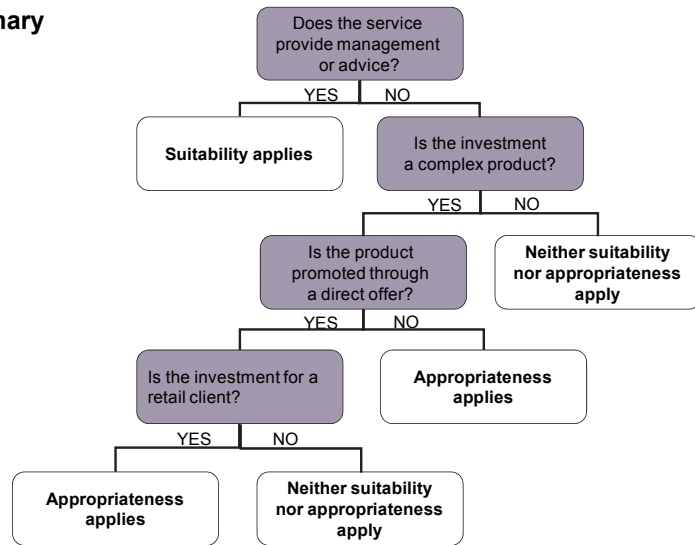 nary
Does the service
provide management
or advice?
YES
NO
Suitability applies
Is the investment
a complex product?
YES
NO
Is the product
promoted through
a direct offer?
Neither suitability
nor appropriateness
apply
YES
NO
Is the investment for a
retail client?
Appropriateness
applies
YES
NO
Appropriateness
applies
Neither suitability
nor appropriateness
apply